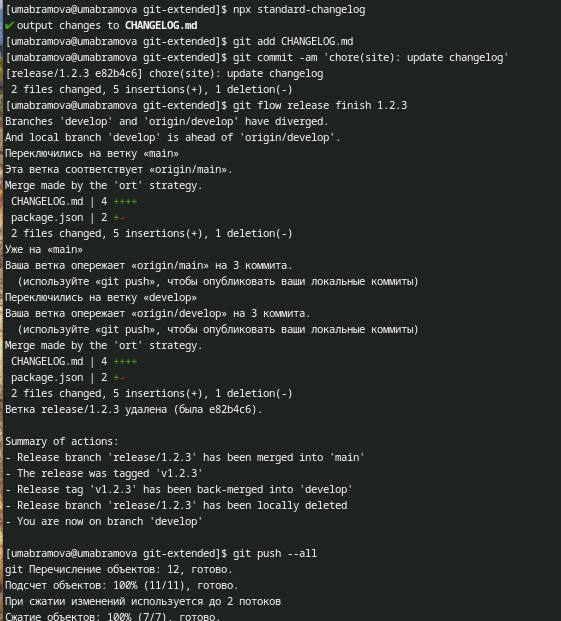 [umabramova@umabramova git-extended]$ npx standard-changelog
✔ output changes to CHANGELOG.md
[umabramova@umabramova git-extended]$ git add CHANGELOG.md
[umabramova@umabramova git-extended]$ git commit -am 'chore(site): update changelog'
[release/1.2.3 e82b4c6] chore(site): update changelog
 2 files changed, 5 insertions(+), 1 deletion(-)
[umabramova@umabramova git-extended]$ git flow release finish 1.2.3
Branches 'develop' and 'origin/develop' have diverged.
And local branch 'develop' is ahead of 'origin/develop'.
Переключились на ветку «main»
Эта ветка соответствует «origin/main».
Merge made by the 'ort' strategy.
 CHANGELOG.md | 4 ++++
 package.json | 2 +-
 2 files changed, 5 insertions(+), 1 deletion(-)
Уже на «main»
Ваша ветка опережает «origin/main» на 3 коммита.
  (используйте «git push», чтобы опубликовать ваши локальные коммиты)
Переключились на ветку «develop»
Ваша ветка опережает «origin/develop» на 3 коммита.
  (используйте «git push», чтобы опубликовать ваши локальные коммиты)
Merge made by the 'ort' strategy.
 CHANGELOG.md | 4 ++++
 package.json | 2 +-
 2 files changed, 5 insertions(+), 1 deletion(-)
Ветка release/1.2.3 удалена (была e82b4c6).

Summary of actions:
- Release branch 'release/1.2.3' has been merged into 'main'
- The release was tagged 'v1.2.3'
- Release tag 'v1.2.3' has been back-merged into 'develop'
- Release branch 'release/1.2.3' has been locally deleted
- You are now on branch 'develop'

[umabramova@umabramova git-extended]$ git push --all
git Перечисление объектов: 12, готово.
Подсчет объектов: 100% (11/11), готово.
При сжатии изменений используется до 2 потоков
Сжатие объектов: 100% (7/7), готово.